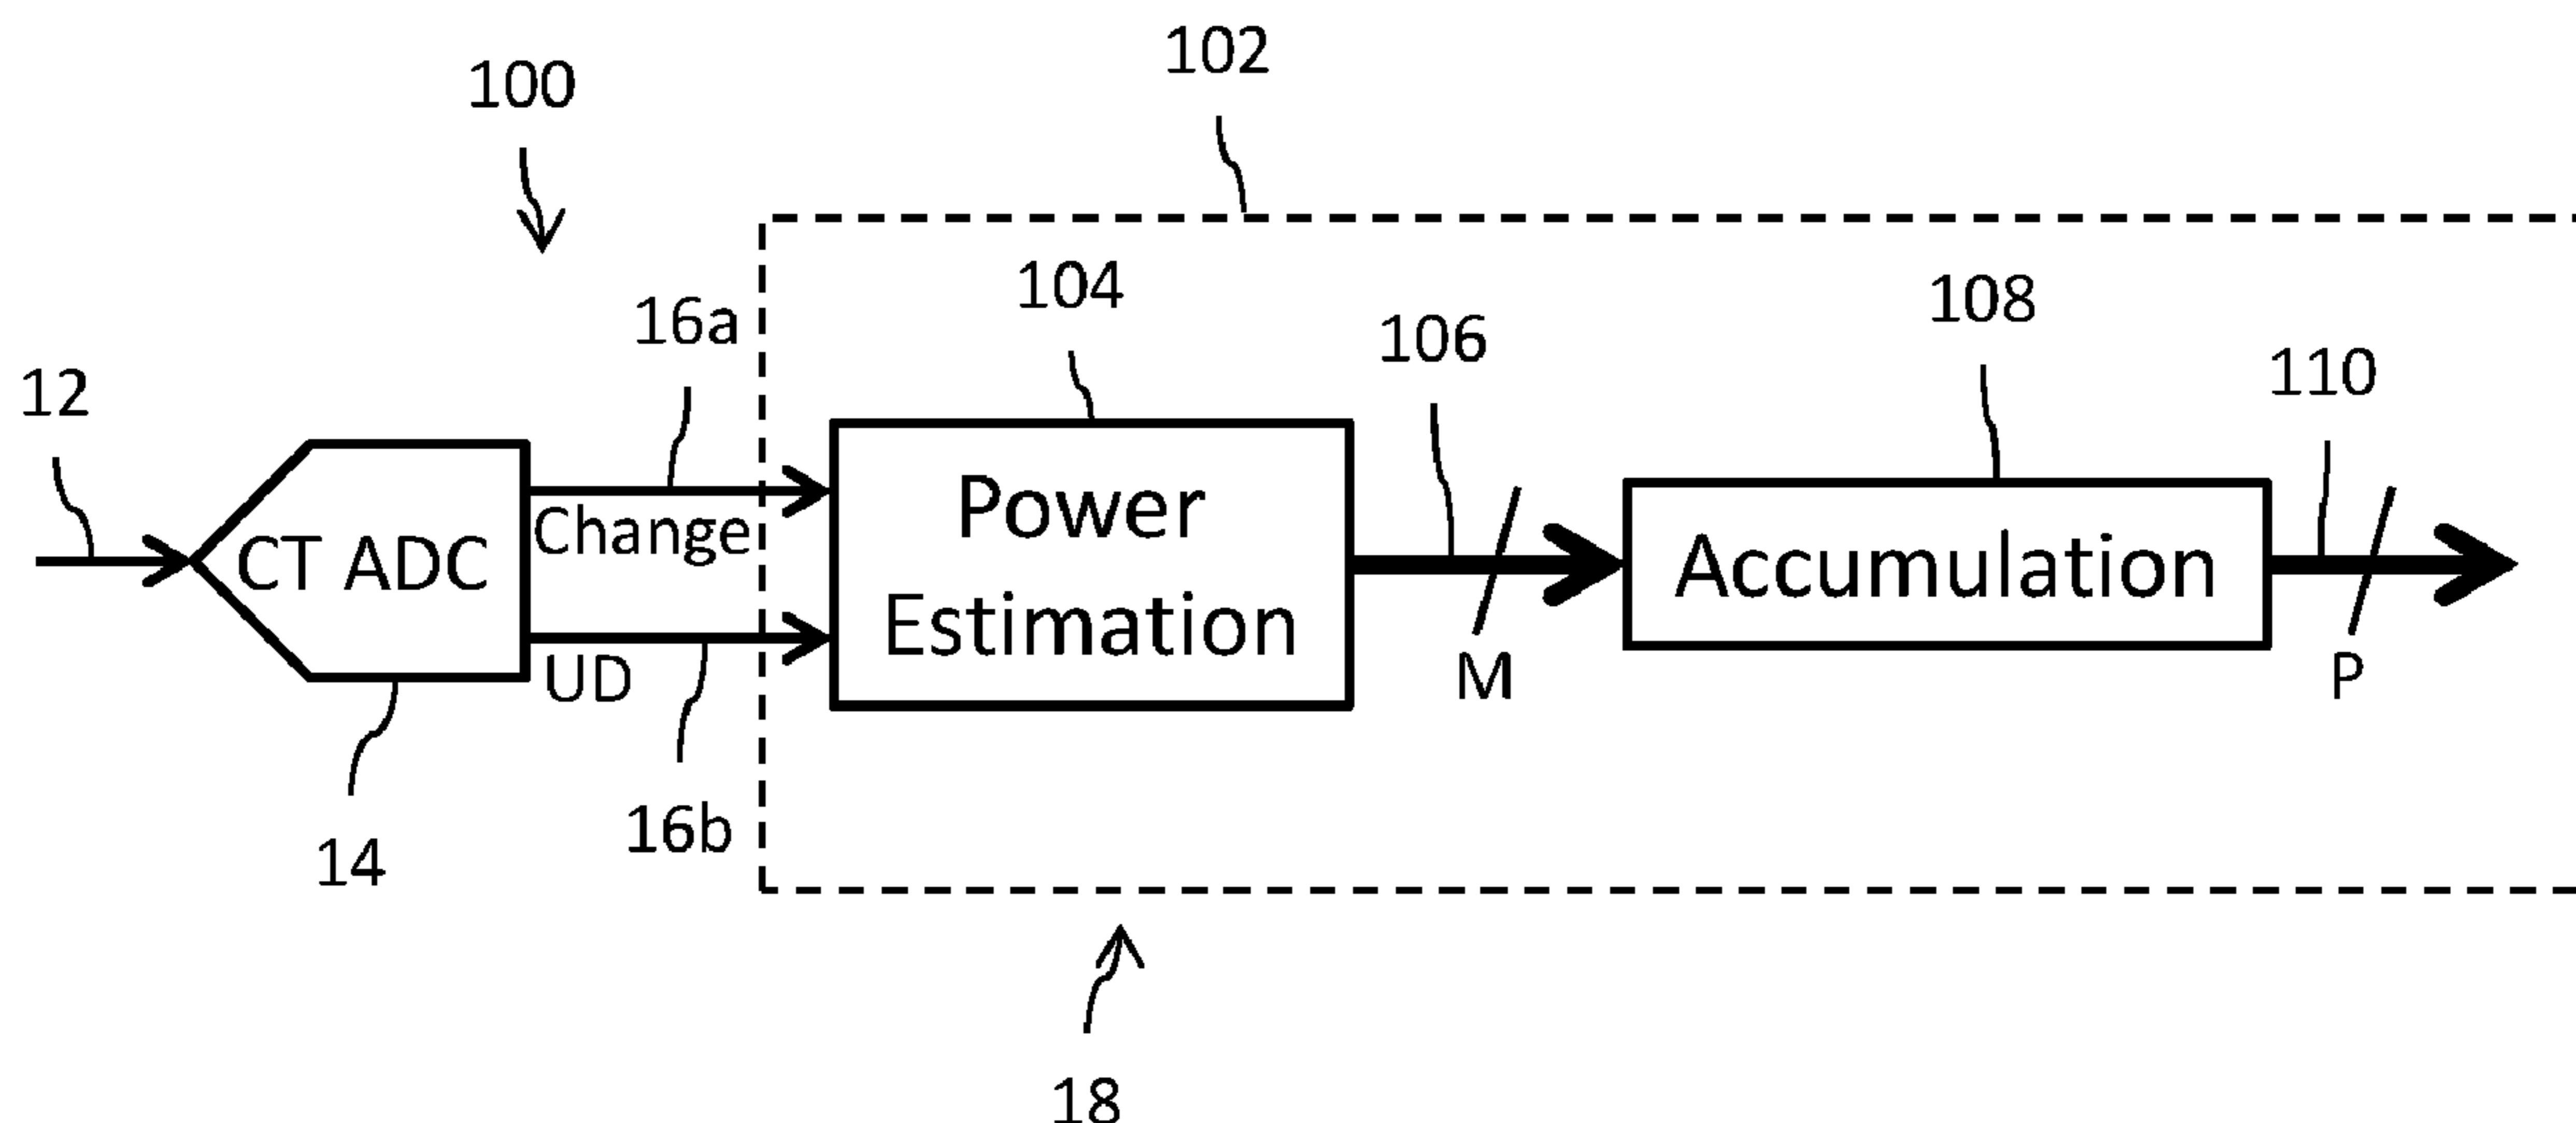 102
100
104
108
16a
106
110
12
Power
Estimation
Change
CT ADC
Accumulation
UD
M
P
16b
14
18